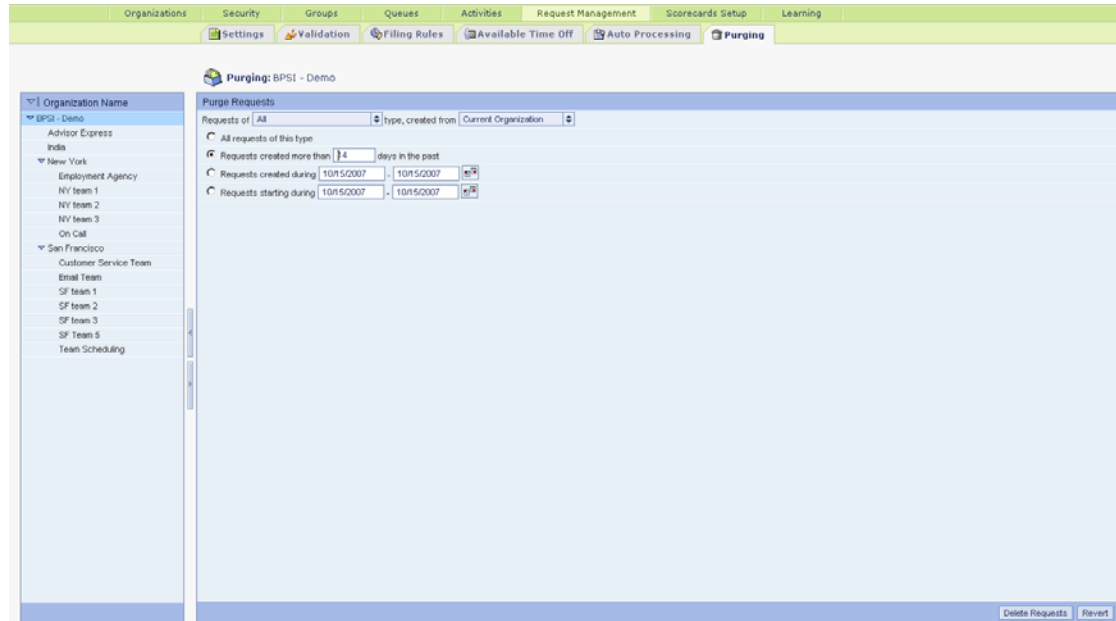 Organizations Security Groups Queues Activities Request Management Scorecards Setup Learning
Settings Validation Filing Rules Available Time Off Auto Processing Purging
Purging: BPSI - Demo
Organization Name
BPSI - Demo
Advisor Express
India
New York
Employment Agency
NY team 1
NY team 2
NY team 3
On Call
San Francisco
Customer Service Team
Email Team
SF team 1
SF team 2
SF team 3
SF Team 5
Team Scheduling
Purge Requests
Requests of All type, created from Current Organization
All requests of this type
Requests created more than 14 days in the past
Requests created during 10/15/2007 - 10/15/2007
Requests starting during 10/15/2007 - 10/15/2007
Delete Requests Revert